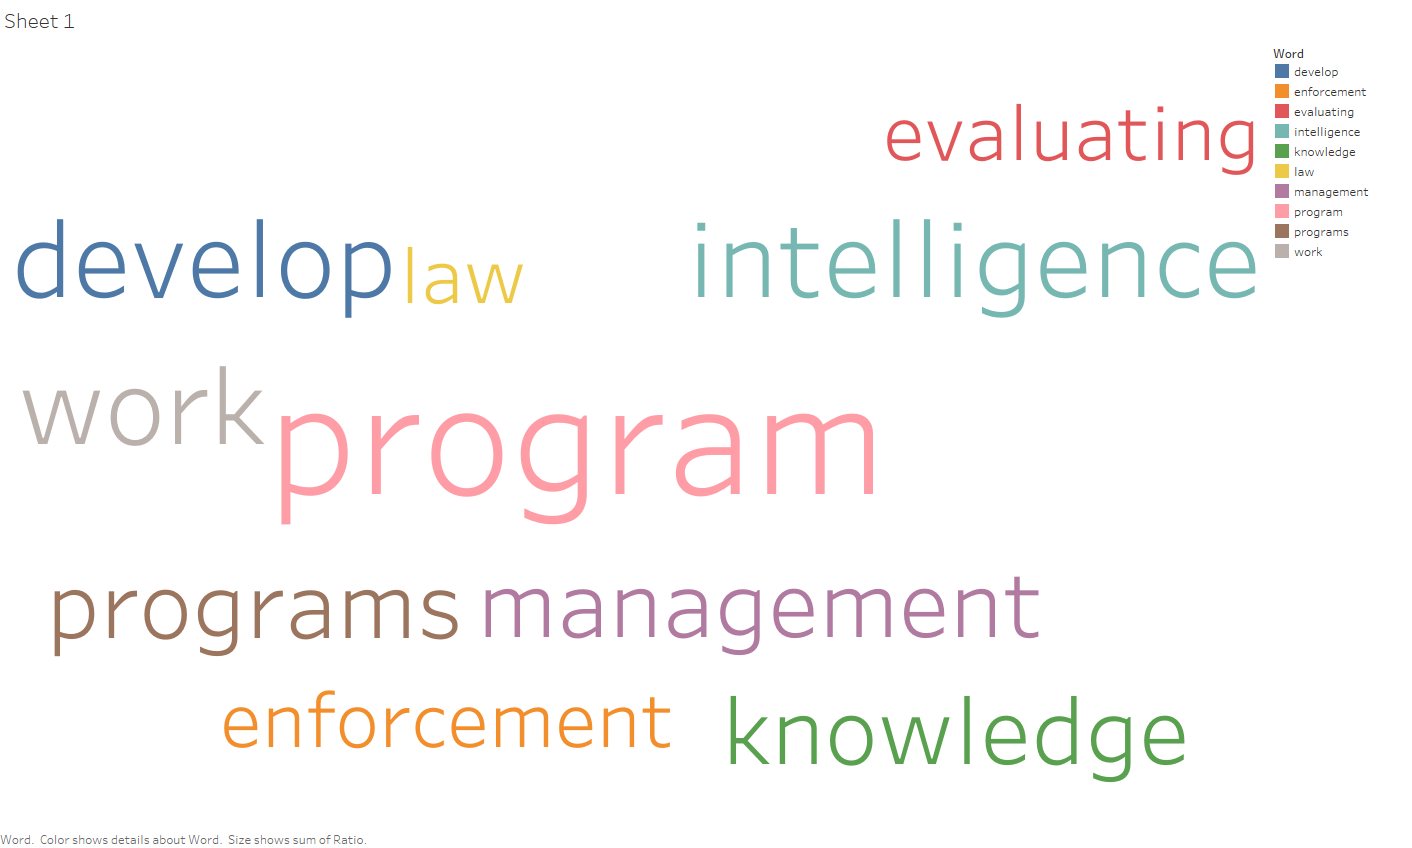 Sheet 1
evaluating
develop law intelligence
work program
programs management
enforcement knowledge
Word
develop
enforcement
evaluating
intelligence
knowledge
law
management
program
programs
work
Word. Color shows details about Word. Size shows sum of Ratio.